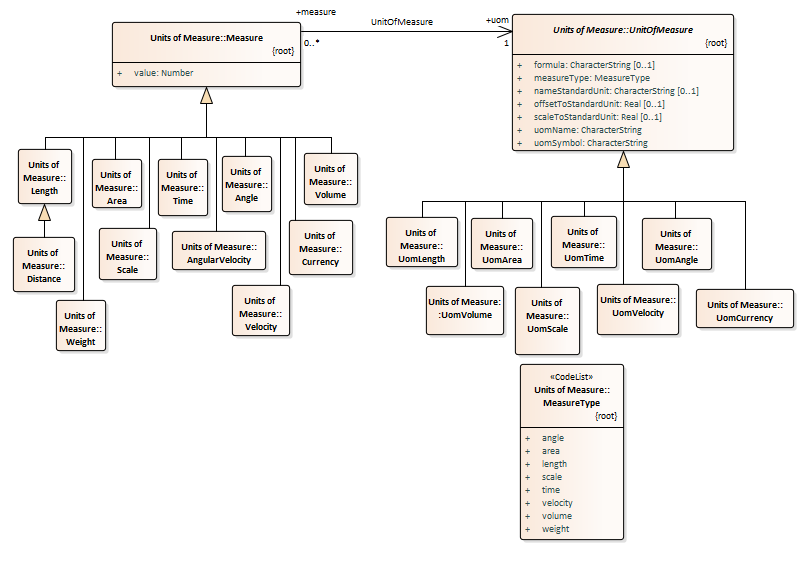 +measure
UnitOfMeasure
+uom
0..*
1
Units of Measure::Measure
{root}
+ value: Number
Units of Measure::UnitOfMeasure
{root}
+ formula: CharacterString [0..1]
+ measureType: MeasureType
+ nameStandardUnit: CharacterString [0..1]
+ offsetToStandardUnit: Real [0..1]
+ scaleToStandardUnit: Real [0..1]
+ uomName: CharacterString
+ uomSymbol: CharacterString
Units of
Measure::
Length
Units of
Measure::
Area
Units of
Measure::
Time
Units of
Measure::
Angle
Units of
Measure::
Volume
Units of
Measure::
Distance
Units of
Measure::
Scale
Units of Measure::
AngularVelocity
Units of
Measure::
Currency
Units of
Measure::
Weight
Units of
Measure::
Velocity
Units of
Measure::
UomLength
Units of
Measure::
UomArea
Units of
Measure::
UomTime
Units of
Measure::
UomAngle
Units of Measure:
:UomVolume
Units of
Measure::
UomScale
Units of Measure::
UomVelocity
Units of Measure::
UomCurrency
«CodeList»
Units of Measure::
MeasureType
{root}
+ angle
+ area
+ length
+ scale
+ time
+ velocity
+ volume
+ weight